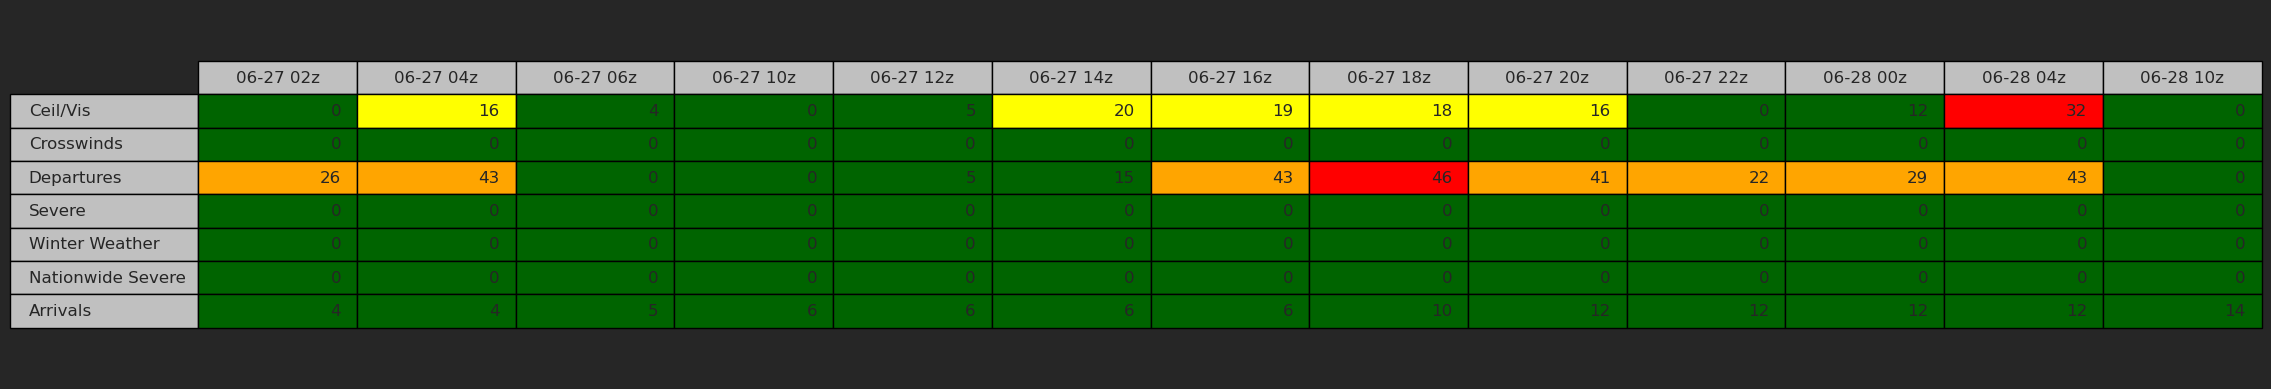 06-27 02z 06-27 04z 06-27 06z 06-27 10z 06-27 12z 06-27 14z 06-27 16z 06-27 18z 06-27 20z 06-27 22z 06-28 00z 06-28 04z 06-28 10z
Ceil/Vis 0 16 4 0 5 20 19 18 16 0 12 32 0
Crosswinds 0 0 0 0 0 0 0 0 0 0 0 0 0
Departures 26 43 0 0 5 15 43 46 41 22 29 43 0
Severe 0 0 0 0 0 0 0 0 0 0 0 0 0
Winter Weather 0 0 0 0 0 0 0 0 0 0 0 0 0
Nationwide Severe 0 0 0 0 0 0 0 0 0 0 0 0 0
Arrivals 4 4 5 6 6 6 6 10 12 12 12 12 14